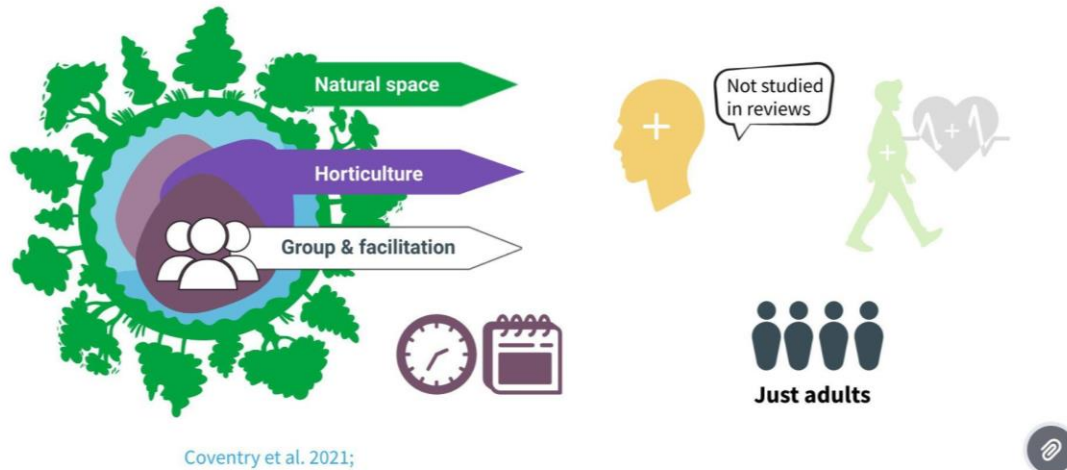 Natural space
Horticulture
Group & facilitation
Not studied
in reviews
Just adults
Coventry et al. 2021;